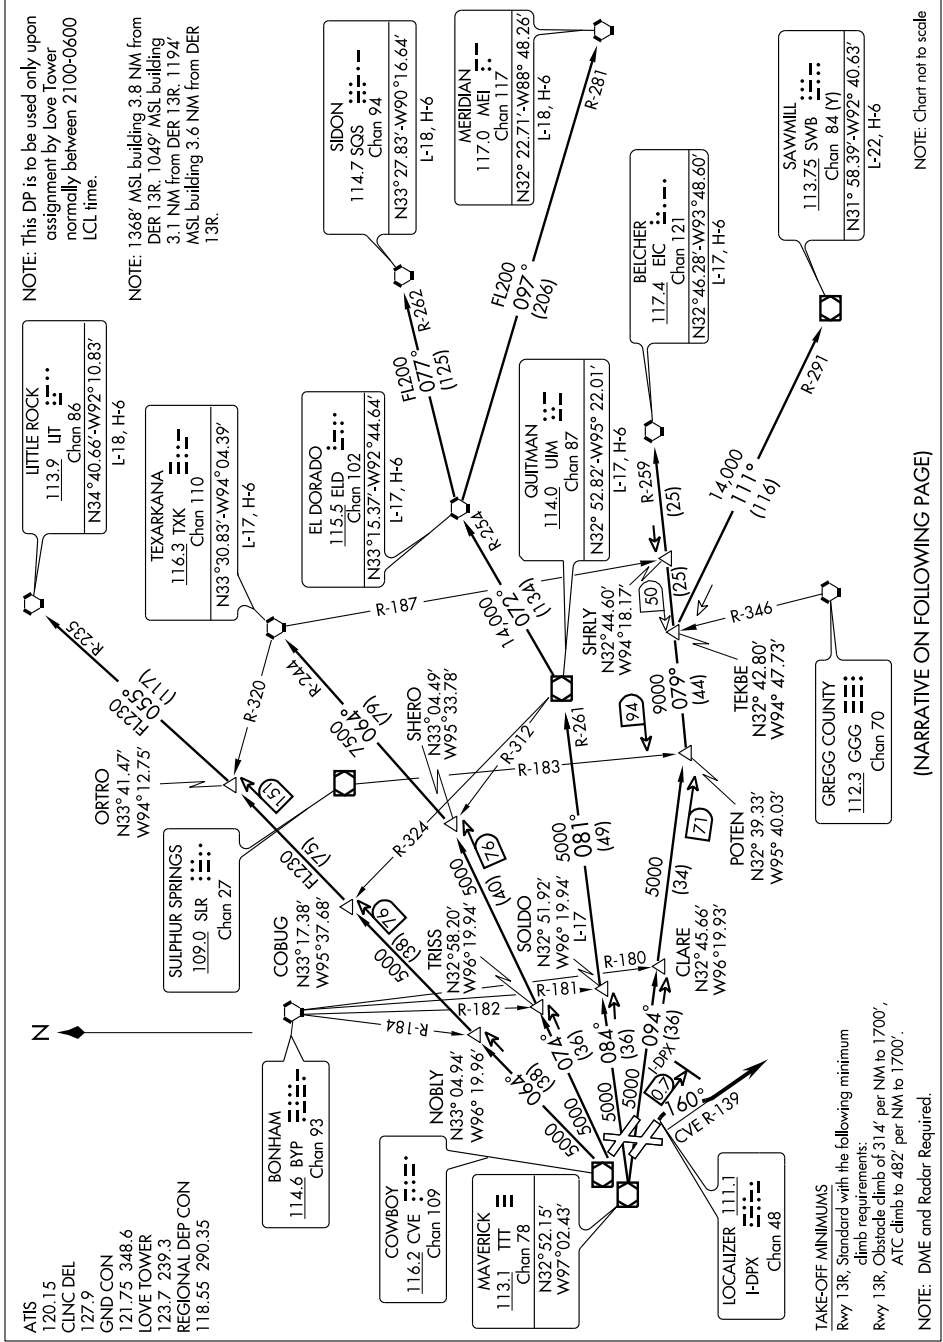 ATIS
120.15
CLNC DEL
127.9
GND CON
121.75 348.6
LOVE TOWER
123.7 239.3
REGIONAL DEP CON
118.55 290.35
NOTE: This DP is to be used only upon
assignment by Love Tower
normally between 2100-0600
LCL time.
NOTE: 1368' MSL building 3.8 NM from
DER 13R. 1049' MSL building
3.1 NM from DER 13R. 1194'
MSL building 3.6 NM from DER
13R.
N
LITTLE ROCK
113.9 LIT
Chan 86
N34°40.66'-W92°10.83'
L-18, H-6
TEXARKANA
116.3 TXK
Chan 110
N33°30.83'-W94°04.39'
L-17, H-6
EL DORADO
115.5 ELD
Chan 102
N33°15.37'-W92°44.64'
L-17, H-6
SIDON
114.7 SQS
Chan 94
N33°27.83'-W90°16.64'
L-18, H-6
MERIDIAN
117.0 MEI
Chan 117
N32° 22.71'-W88° 48.26'
L-18, H-6
QUITMAN
114.0 UIM
Chan 87
N32° 52.82'-W95° 22.01'
L-17, H-6
BELCHER
117.4 EIC
Chan 121
N32°46.28'-W93°48.60'
L-17, H-6
SAWMILL
113.75 SWB
Chan 84 (Y)
N31° 58.39'-W92° 40.63'
L-22, H-6
SULPHUR SPRINGS
109.0 SLR
Chan 27
BONHAM
114.6 BYP
Chan 93
COWBOY
116.2 CVE
Chan 109
MAVERICK
113.1 TTT
Chan 78
N32°52.15'
W97°02.43'
LOCALIZER 111.1
I-DPX
Chan 48
GREGG COUNTY
112.3 GGG
Chan 70
ORTRO
N33°41.47'
W94°12.75'
COBUG
N33°17.38'
W95°37.68'
NOBLY
N33° 04.94'
W96° 19.96'
SHERO
N33°04.49'
W95°33.78'
TRISS
N32°58.20'
W96°19.94'
SOLDO
N32° 51.92'
W96° 19.94'
L-17
CLARE
N32°45.66'
W96°19.93'
POTEN
N32° 39.33'
W95° 40.03'
TEKBE
N32° 42.80'
W94° 47.73'
SHRLY
N32°44.60'
W94°18.17'
R-235
FL230
055°
(117)
151
FL230
(75)
76
5000
(38)
5000
064°
(38)
R-320
R-324
R-312
R-184
R-182
R-181
R-180
R-244
7500
064°
(79)
76
5000
(40)
5000
074°
(36)
R-187
R-183
R-254
14,000
072°
(134)
R-261
5000
081°
(49)
5000
084°
(36)
FL200
077°
(125)
R-262
FL200
097°
(206)
R-281
R-259
(25)
50
(25)
R-346
94
9000
079°
(44)
71
5000
(34)
5000
094°
(36)
14,000
111°
(116)
R-291
I-DPX
0.7
160°
CVE R-139
TAKE-OFF MINIMUMS
Rwy 13R, Standard with the following minimum
climb requirements:
Rwy 13R, Obstacle climb of 314' per NM to 1700',
ATC climb to 482' per NM to 1700'.
NOTE: DME and Radar Required.
(NARRATIVE ON FOLLOWING PAGE)
NOTE: Chart not to scale